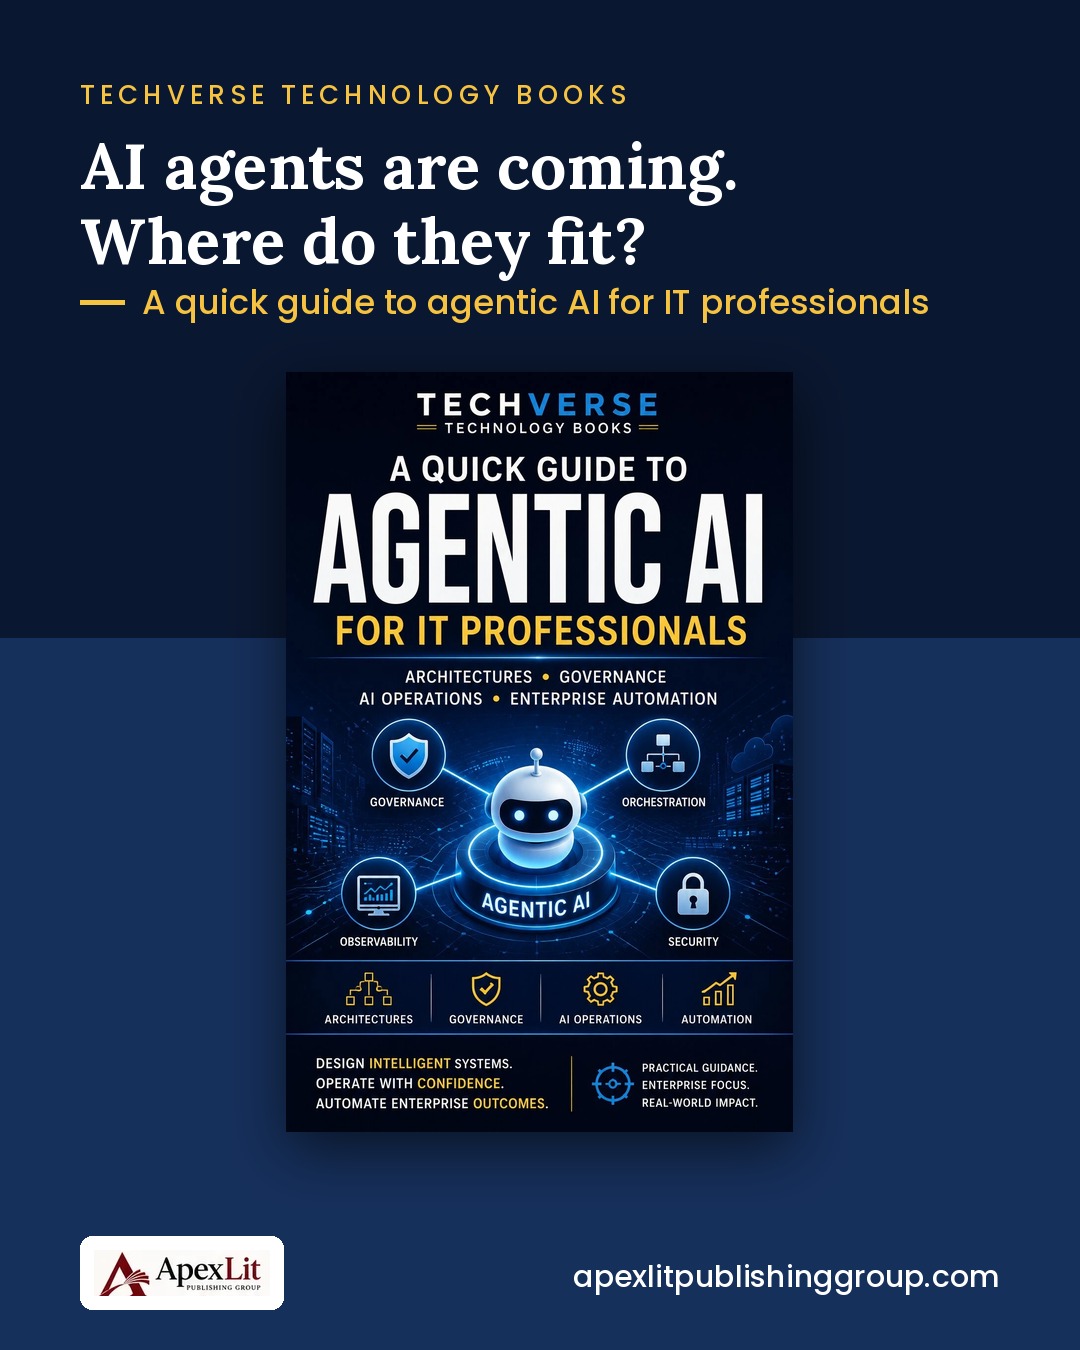 TECHVERSE TECHNOLOGY BOOKS
AI agents are coming.
Where do they fit?
A quick guide to agentic AI for IT professionals
TECHVERSE
TECHNOLOGY BOOKS
A QUICK GUIDE TO
AGENTIC AI
FOR IT PROFESSIONALS
ARCHITECTURES • GOVERNANCE
AI OPERATIONS • ENTERPRISE AUTOMATION
GOVERNANCE
ORCHESTRATION
AGENTIC AI
OBSERVABILITY
SECURITY
ARCHITECTURES
GOVERNANCE
AI OPERATIONS
AUTOMATION
DESIGN INTELLIGENT SYSTEMS.
OPERATE WITH CONFIDENCE.
AUTOMATE ENTERPRISE OUTCOMES.
PRACTICAL GUIDANCE.
ENTERPRISE FOCUS.
REAL-WORLD IMPACT.
ApexLit
PUBLISHING GROUP
apexlitpublishinggroup.com